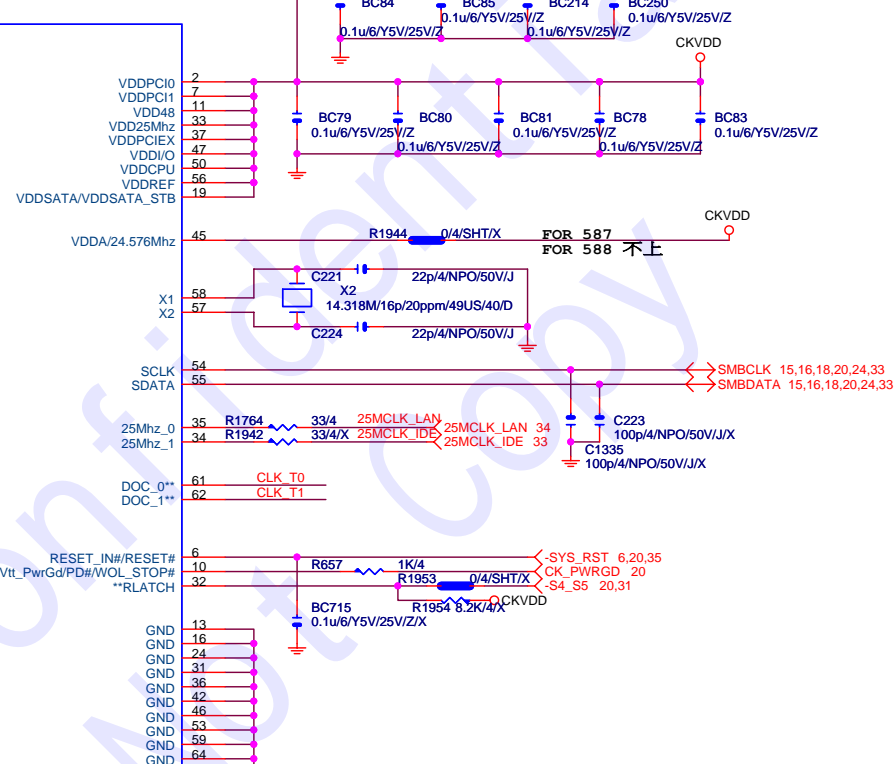 BC84 BC85 BC214 BC250
0.1u/6/Y5V/25V/Z 0.1u/6/Y5V/25V/Z 0.1u/6/Y5V/25V/Z
0.1u/6/Y5V/25V/Z
CKVDD
VDDPCI0 2
VDDPCI1 7
VDD48 11
VDD25Mhz 33
VDDPCIEX 37
VDDI/O 47
VDDCPU 50
VDDREF 56
VDDSATA/VDDSATA_STB 19
BC79 BC80 BC81 BC78 BC83
0.1u/6/Y5V/25V/Z 0.1u/6/Y5V/25V/Z 0.1u/6/Y5V/25V/Z
0.1u/6/Y5V/25V/Z 0.1u/6/Y5V/25V/Z
CKVDD
VDDA/24.576Mhz 45 R1944 0/4/SHT/X FOR 587
FOR 588 不上
C221 22p/4/NPO/50V/J
X1 58
X2 57
X2
14.318M/16p/20ppm/49US/40/D
C224 22p/4/NPO/50V/J
SCLK 54 SMBCLK 15,16,18,20,24,33
SDATA 55 SMBDATA 15,16,18,20,24,33
25Mhz_0 35 R1764 33/4 25MCLK_LAN 25MCLK_LAN 34
25Mhz_1 34 R1942 33/4/X 25MCLK_IDE 25MCLK_IDE 33
C223
100p/4/NPO/50V/J/X
C1335
100p/4/NPO/50V/J/X
DOC_0** 61 CLK_T0
DOC_1** 62 CLK_T1
RESET_IN#/RESET# 6 -SYS_RST 6,20,35
Vtt_PwrGd/PD#/WOL_STOP# 10 R657 1K/4 CK_PWRGD 20
**RLATCH 32 R1953 0/4/SHT/X -S4_S5 20,31
R1954 8.2K/4/X CKVDD
BC715
0.1u/6/Y5V/25V/Z/X
GND 13
GND 16
GND 24
GND 31
GND 36
GND 42
GND 46
GND 53
GND 59
GND 64
Confidential
Not Copy